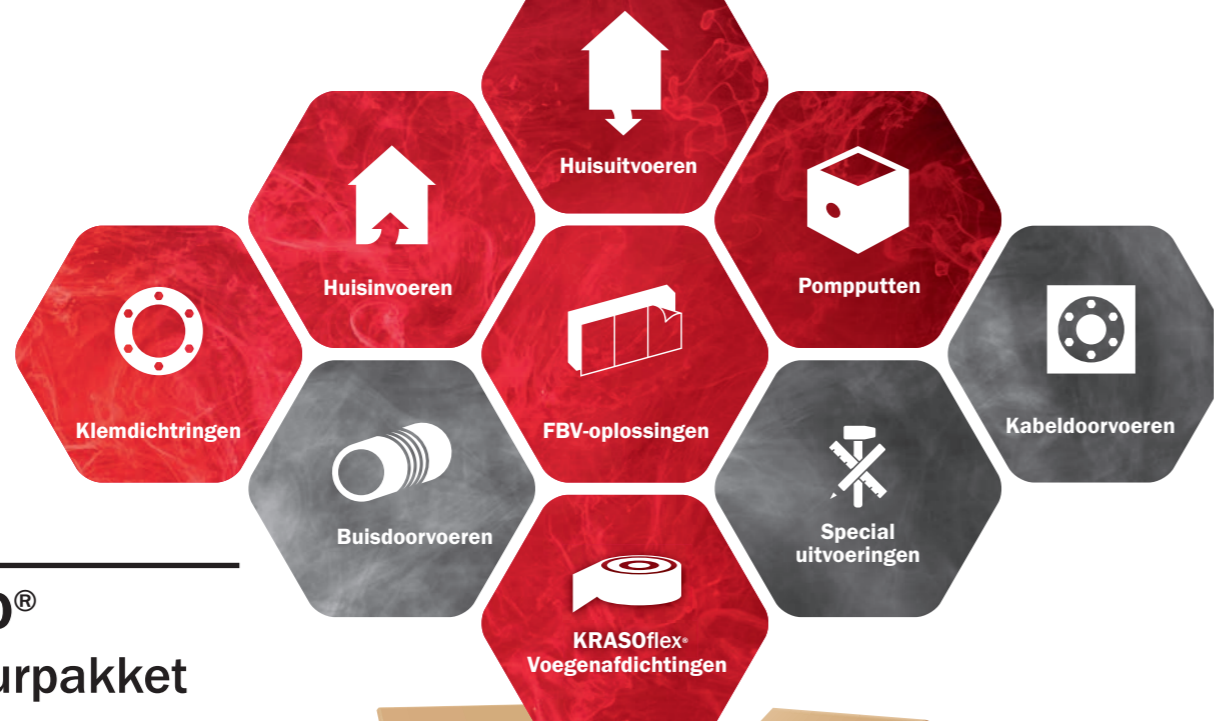 Huisuitvoeren
Huisinvoeren
Pompputten
Klemdichtringen
FBV-oplossingen
Kabeldoorvoeren
Buisdoorvoeren
Special
uitvoeringen
KRASOflex®
Voegenafdichtingen
®
urpakket